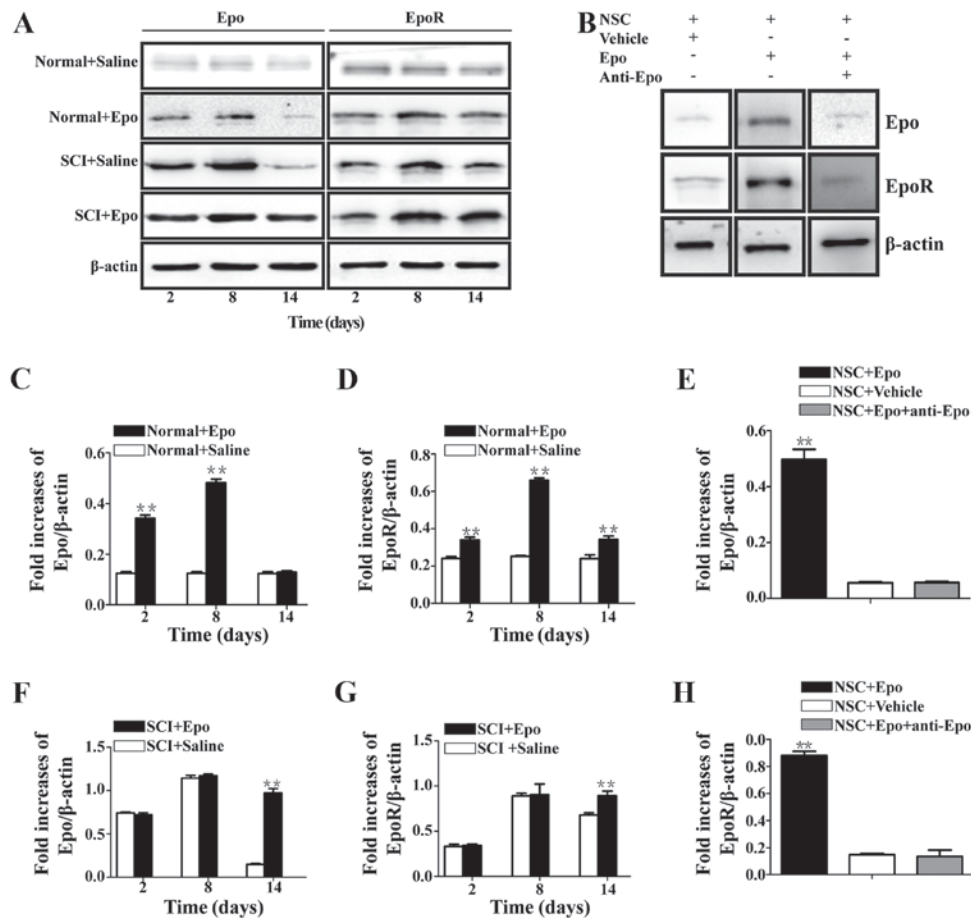 A
Epo EpoR
Normal+Saline
Normal+Epo
SCI+Saline
SCI+Epo
β-actin
2 8 14 2 8 14
Time (days)
B
NSC + + +
Vehicle + - -
Epo - + +
Anti-Epo - - +
Epo
EpoR
β-actin
C
Normal+Epo
Normal+Saline
Fold increases of
Epo/β-actin
0.6
0.4
0.2
0.0
**
**
2 8 14
Time (days)
D
Normal+Epo
Normal+Saline
Fold increases of
EpoR/β-actin
0.8
0.6
0.4
0.2
0.0
**
**
**
2 8 14
Time (days)
E
NSC+Epo
NSC+Vehicle
NSC+Epo+anti-Epo
Fold increases of
Epo/β-actin
0.6
0.4
0.2
0.0
**
F
SCI+Epo
SCI+Saline
Fold increases of
Epo/β-actin
1.5
1.0
0.5
0.0
**
2 8 14
Time (days)
G
SCI+Epo
SCI +Saline
Fold increases of
EpoR/β-actin
1.5
1.0
0.5
0.0
**
2 8 14
Time (days)
H
NSC+Epo
NSC+Vehicle
NSC+Epo+anti-Epo
Fold increases of
EpoR/β-actin
0.0
0.8
0.6
0.4
0.2
0.0
**